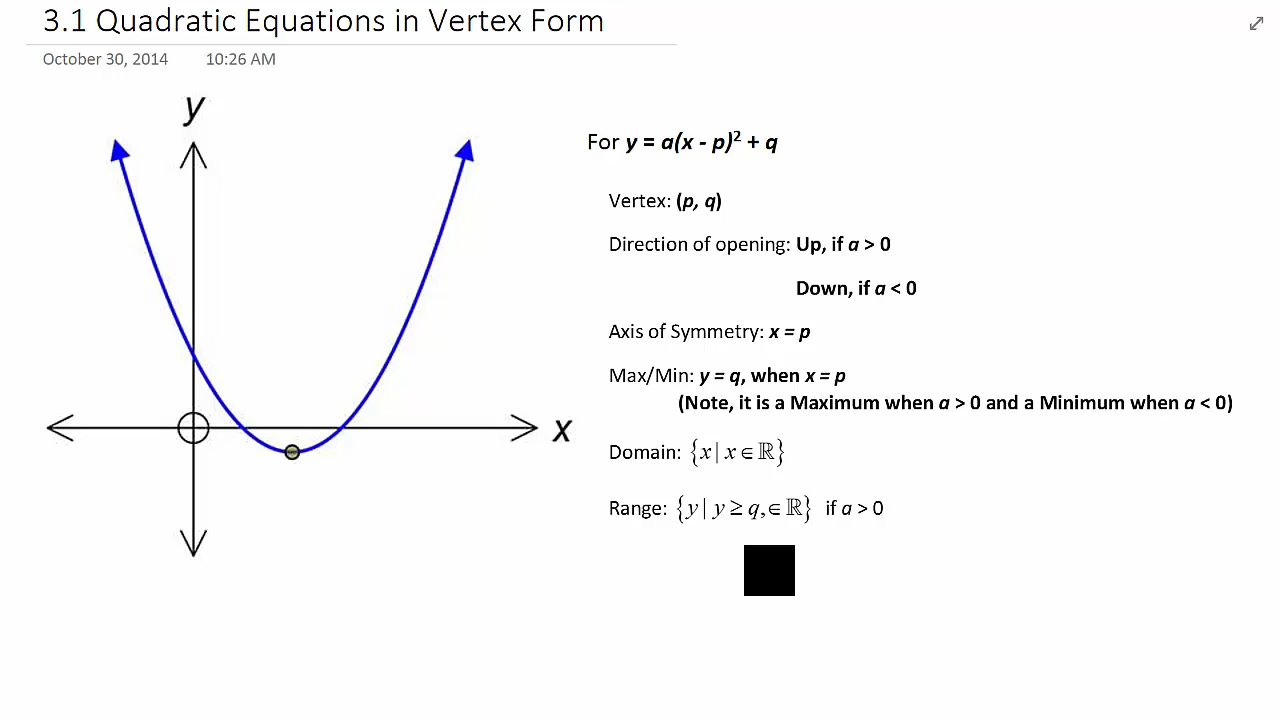 3.1 Quadratic Equations in Vertex Form
October 30, 2014 10:26 AM
y
x
For y = a(x - p)² + q
Vertex: (p, q)
Direction of opening: Up, if a > 0
Down, if a < 0
Axis of Symmetry: x = p
Max/Min: y = q, when x = p
(Note, it is a Maximum when a > 0 and a Minimum when a < 0)
Domain: {x | x ∈ ℝ}
Range: {y | y ≥ q, ∈ ℝ} if a > 0